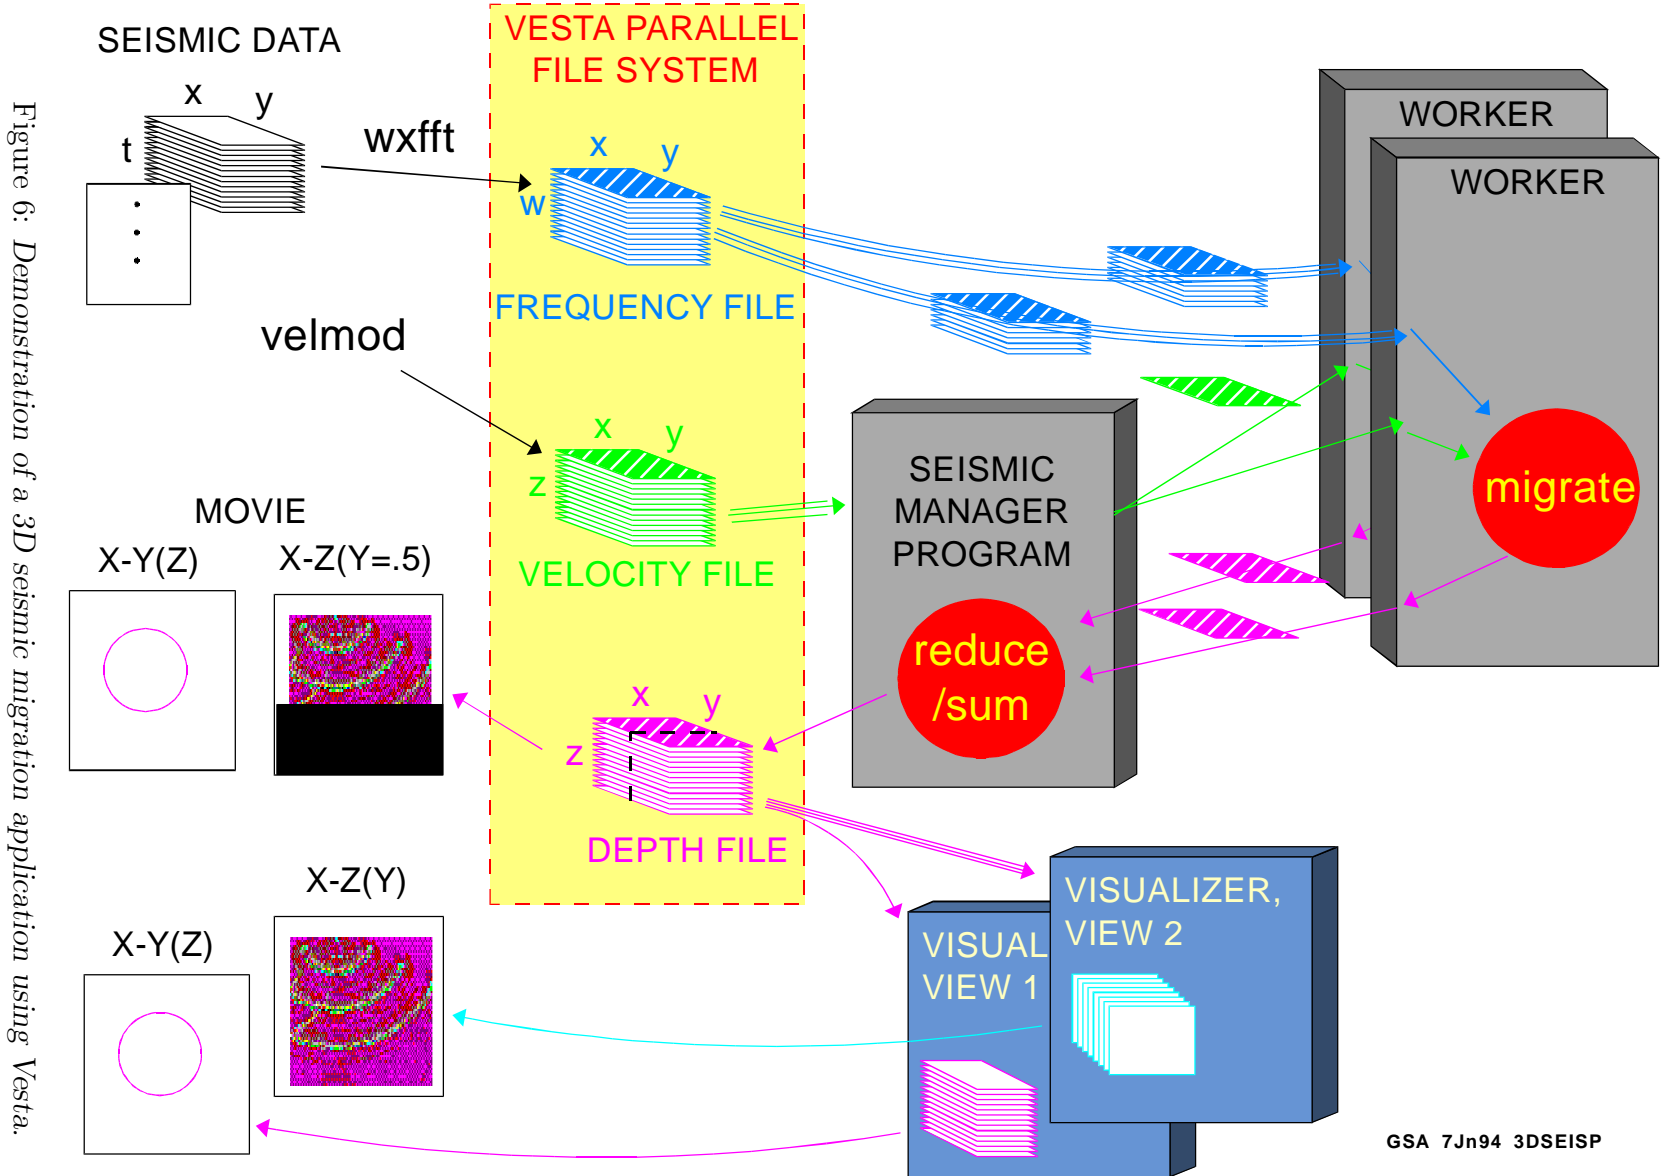 SEISMIC DATA
x
y
t
wxfft
velmod
VESTA PARALLEL
FILE SYSTEM
x
y
w
FREQUENCY FILE
x
y
z
VELOCITY FILE
x
y
z
DEPTH FILE
WORKER
WORKER
migrate
SEISMIC
MANAGER
PROGRAM
reduce
/sum
MOVIE
X-Y(Z)
X-Z(Y=.5)
X-Z(Y)
X-Y(Z)
VISUAL
VIEW 1
VISUALIZER,
VIEW 2
GSA 7Jn94 3DSEISP
Figure 6: Demonstration of a 3D seismic migration application using Vesta.